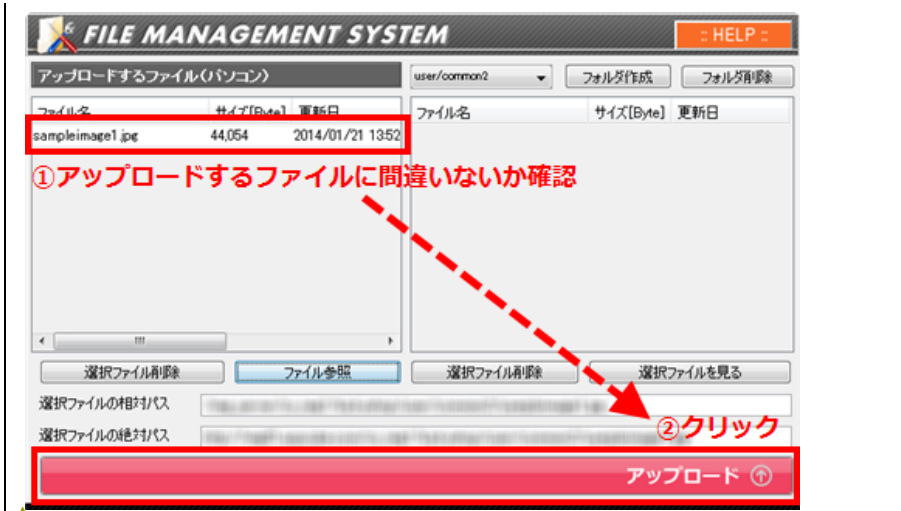 FILE MANAGEMENT SYSTEM
:: HELP ::
アップロードするファイル(パソコン)
user/common2
フォルダ作成
フォルダ削除
ファイル名 サイズ[Byte] 更新日
ファイル名 サイズ[Byte] 更新日
sampleimage1.jpg 44,054 2014/01/21 13:52
①アップロードするファイルに間違いないか確認
選択ファイル削除
ファイル参照
選択ファイル削除
選択ファイルを見る
選択ファイルの相対パス
選択ファイルの絶対パス
②クリック
アップロード